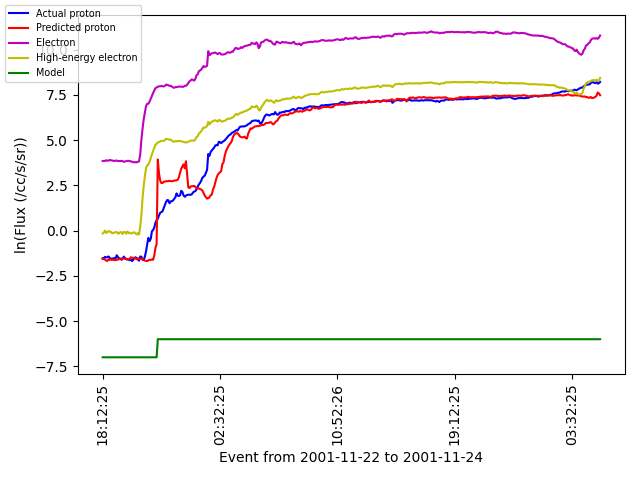 Actual proton
Predicted proton
Electron
High-energy electron
Model
10.0
7.5
5.0
2.5
0.0
−2.5
−5.0
−7.5
ln(Flux (/cc/s/sr))
18:12:25
02:32:25
10:52:26
19:12:25
03:32:25
Event from 2001-11-22 to 2001-11-24